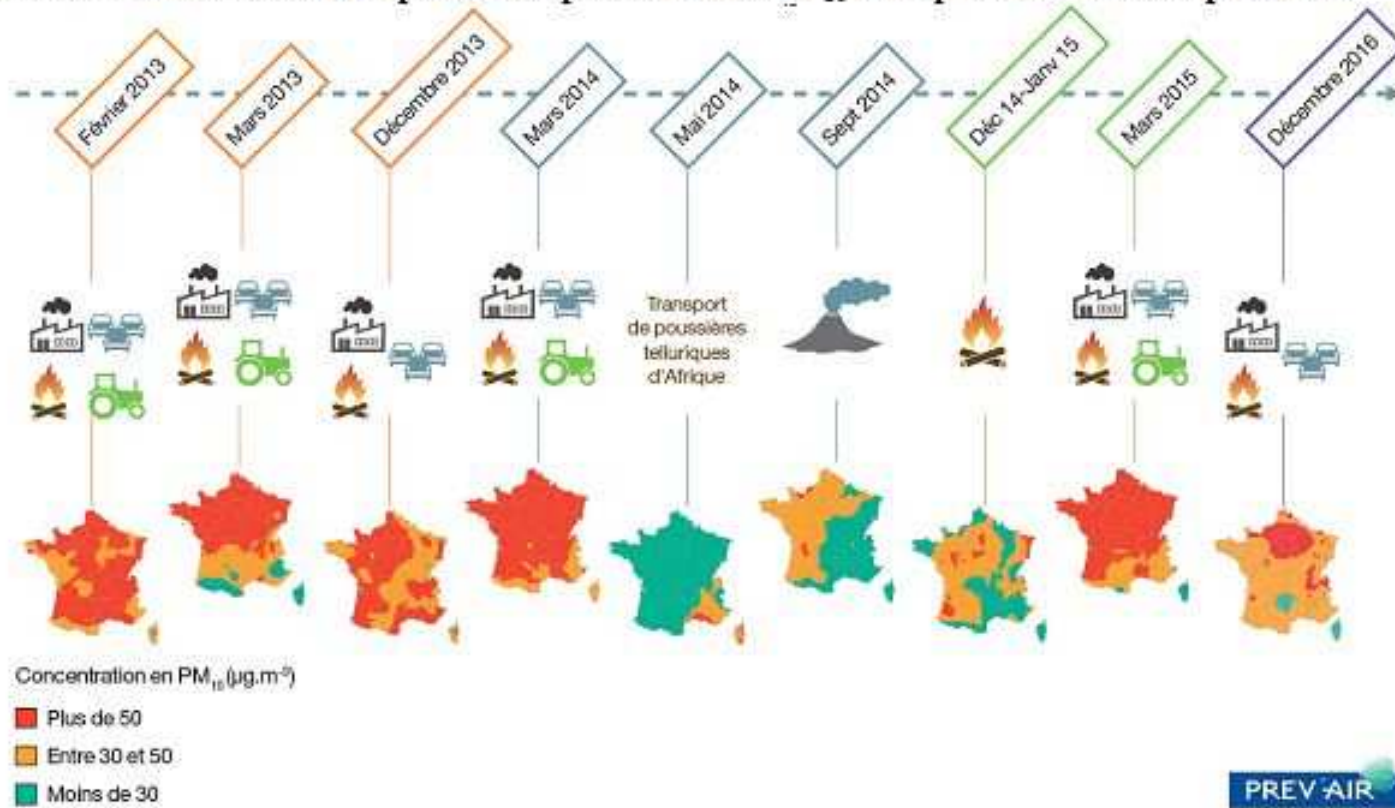 Février 2013
Mars 2013
Décembre 2013
Mars 2014
Mai 2014
Sept 2014
Déc 14-Janv 15
Mars 2015
Décembre 2016
Transport
de poussières
telluriques
d'Afrique
Concentration en PM₁₀ (µg.m⁻³)
Plus de 50
Entre 30 et 50
Moins de 30
PREV'AIR